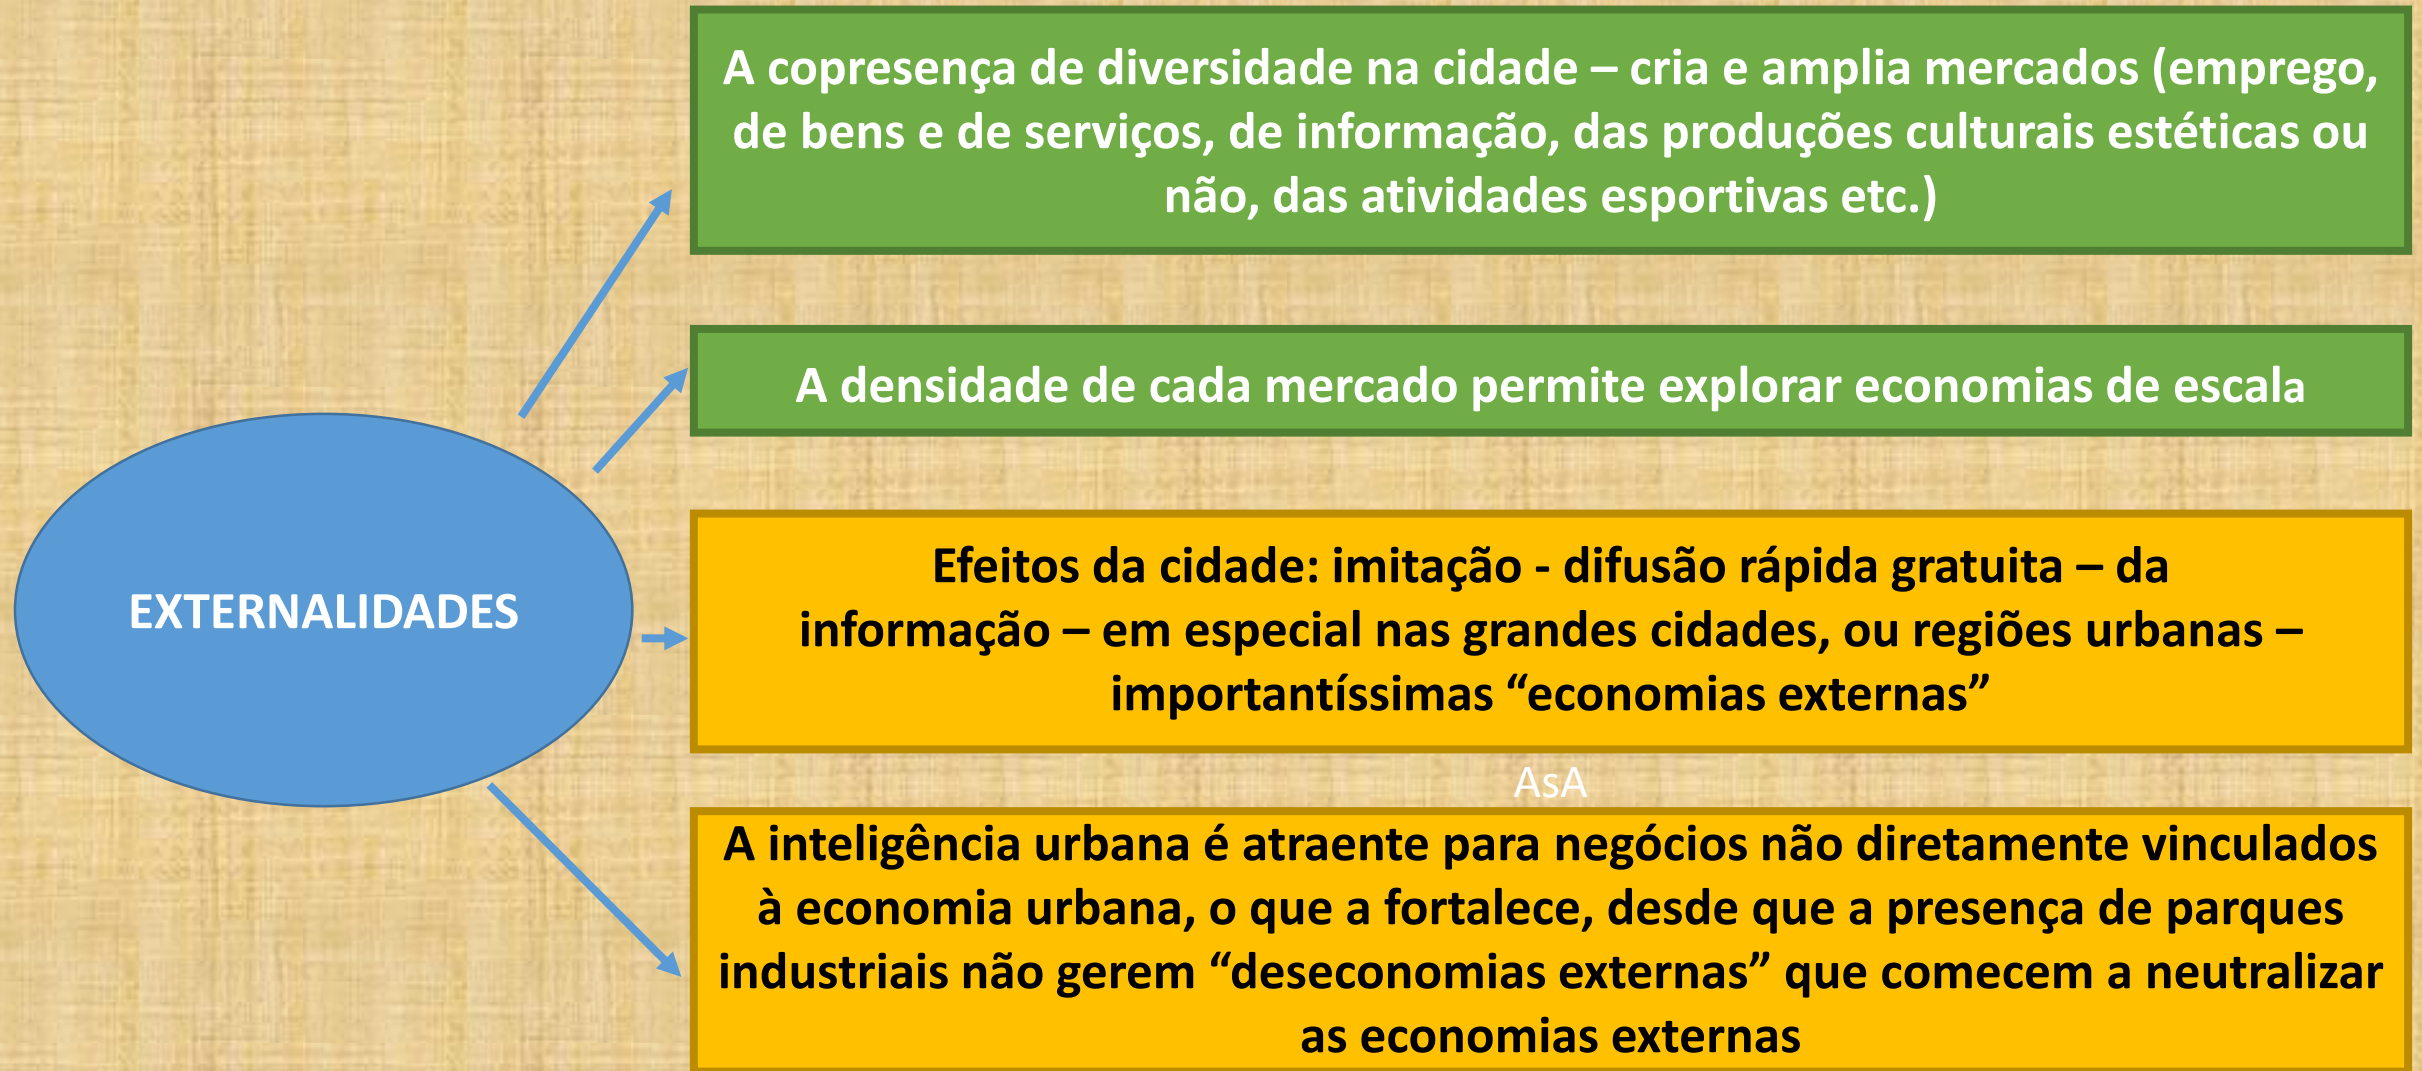 A copresença de diversidade na cidade – cria e amplia mercados (emprego,
de bens e de serviços, de informação, das produções culturais estéticas ou
não, das atividades esportivas etc.)
A densidade de cada mercado permite explorar economias de escala
EXTERNALIDADES
Efeitos da cidade: imitação - difusão rápida gratuita – da
informação – em especial nas grandes cidades, ou regiões urbanas –
importantíssimas “economias externas”
AsA
A inteligência urbana é atraente para negócios não diretamente vinculados
à economia urbana, o que a fortalece, desde que a presença de parques
industriais não gerem “deseconomias externas” que comecem a neutralizar
as economias externas